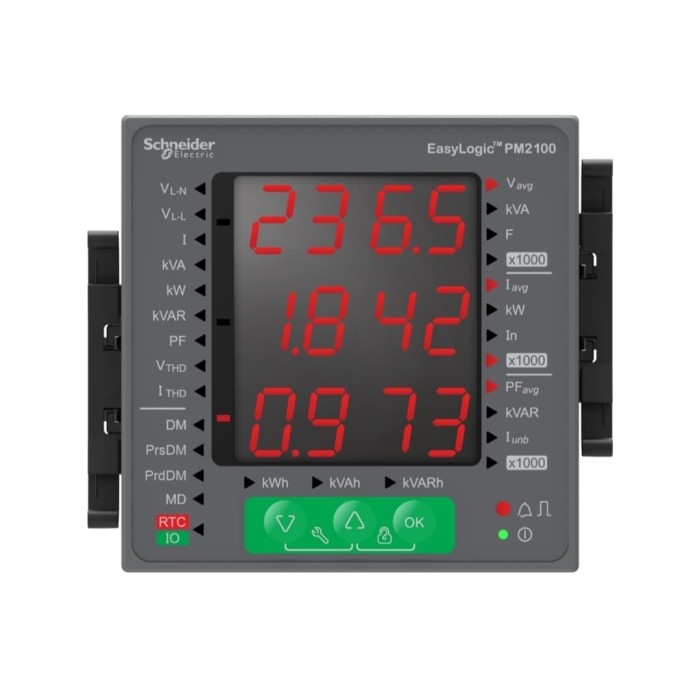 Schneider
Electric
EasyLogic™ PM2100
VL-N
VL-L
I
kVA
kW
kVAR
PF
VTHD
I THD
DM
PrsDM
PrdDM
MD
RTC
IO
236.5
1.842
0.973
Vavg
kVA
F
x1000
Iavg
kW
In
x1000
PFavg
kVAR
Iunb
x1000
kWh
kVAh
kVARh
OK